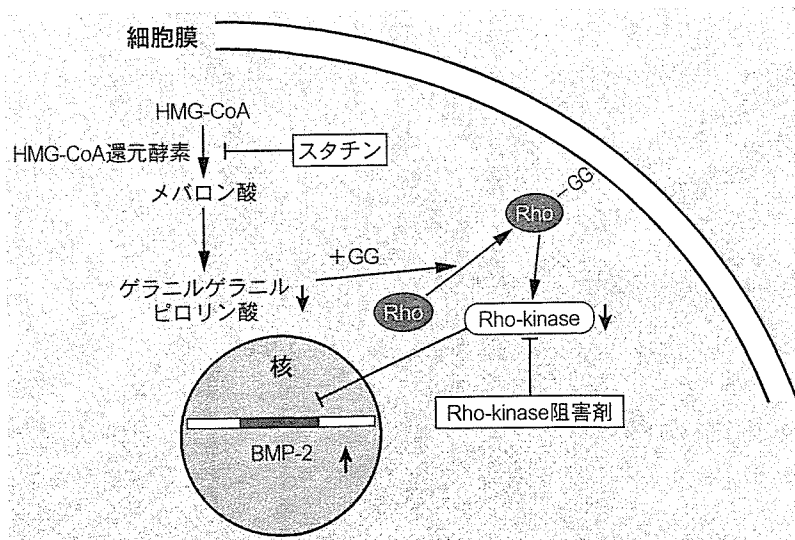 細胞膜
HMG-CoA
HMG-CoA還元酵素
スタチン
メバロン酸
GG
Rho
+GG
ゲラニルゲラニル
ピロリン酸
Rho
Rho-kinase
核
Rho-kinase阻害剤
BMP-2